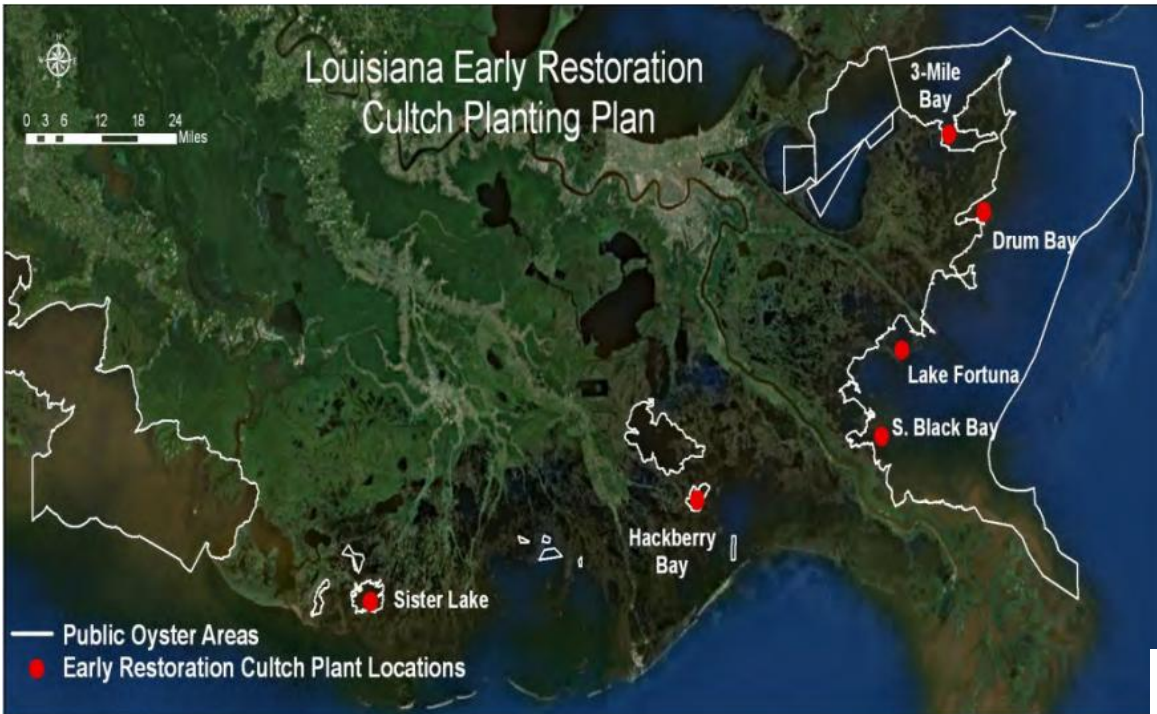 Louisiana Early Restoration
Cultch Planting Plan
N
0 3 6 12 18 24
Miles
3-Mile
Bay
Drum Bay
Lake Fortuna
S. Black Bay
Hackberry
Bay
Sister Lake
Public Oyster Areas
Early Restoration Cultch Plant Locations